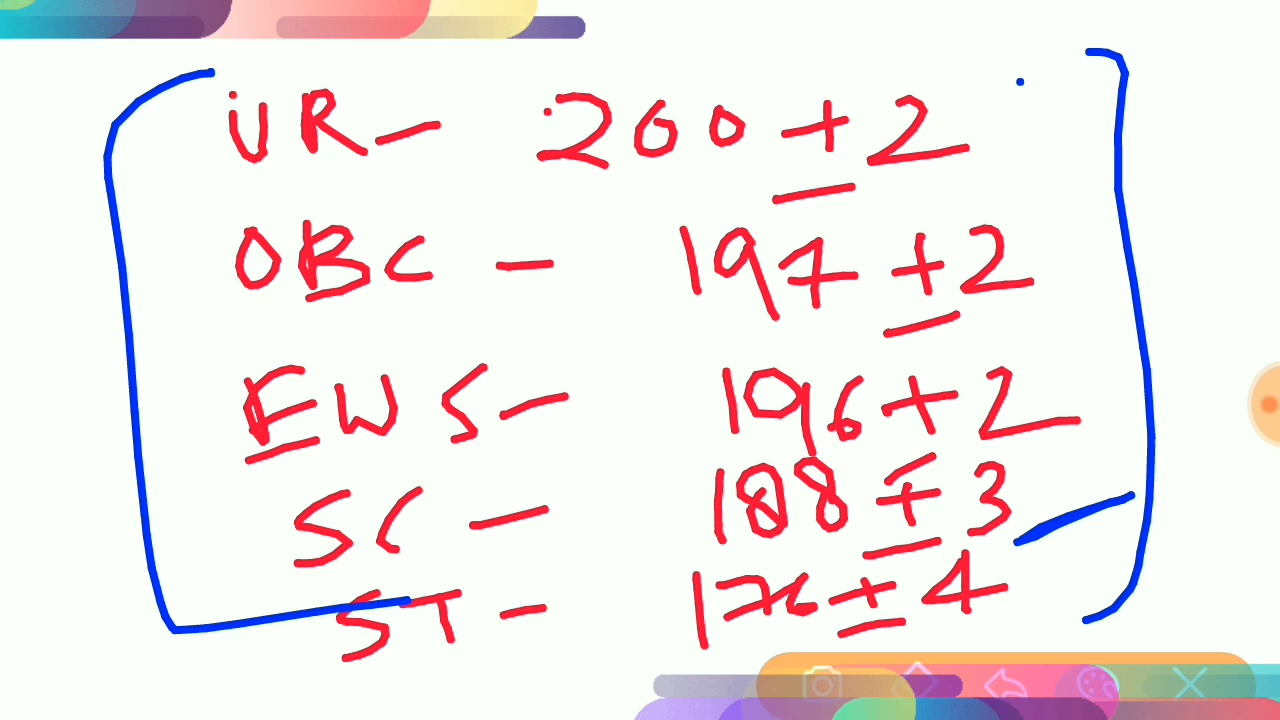 UR - 200 ± 2
OBC - 197 ± 2
EWS - 196 ± 2
SC - 188 ± 3
ST - 176 ± 4